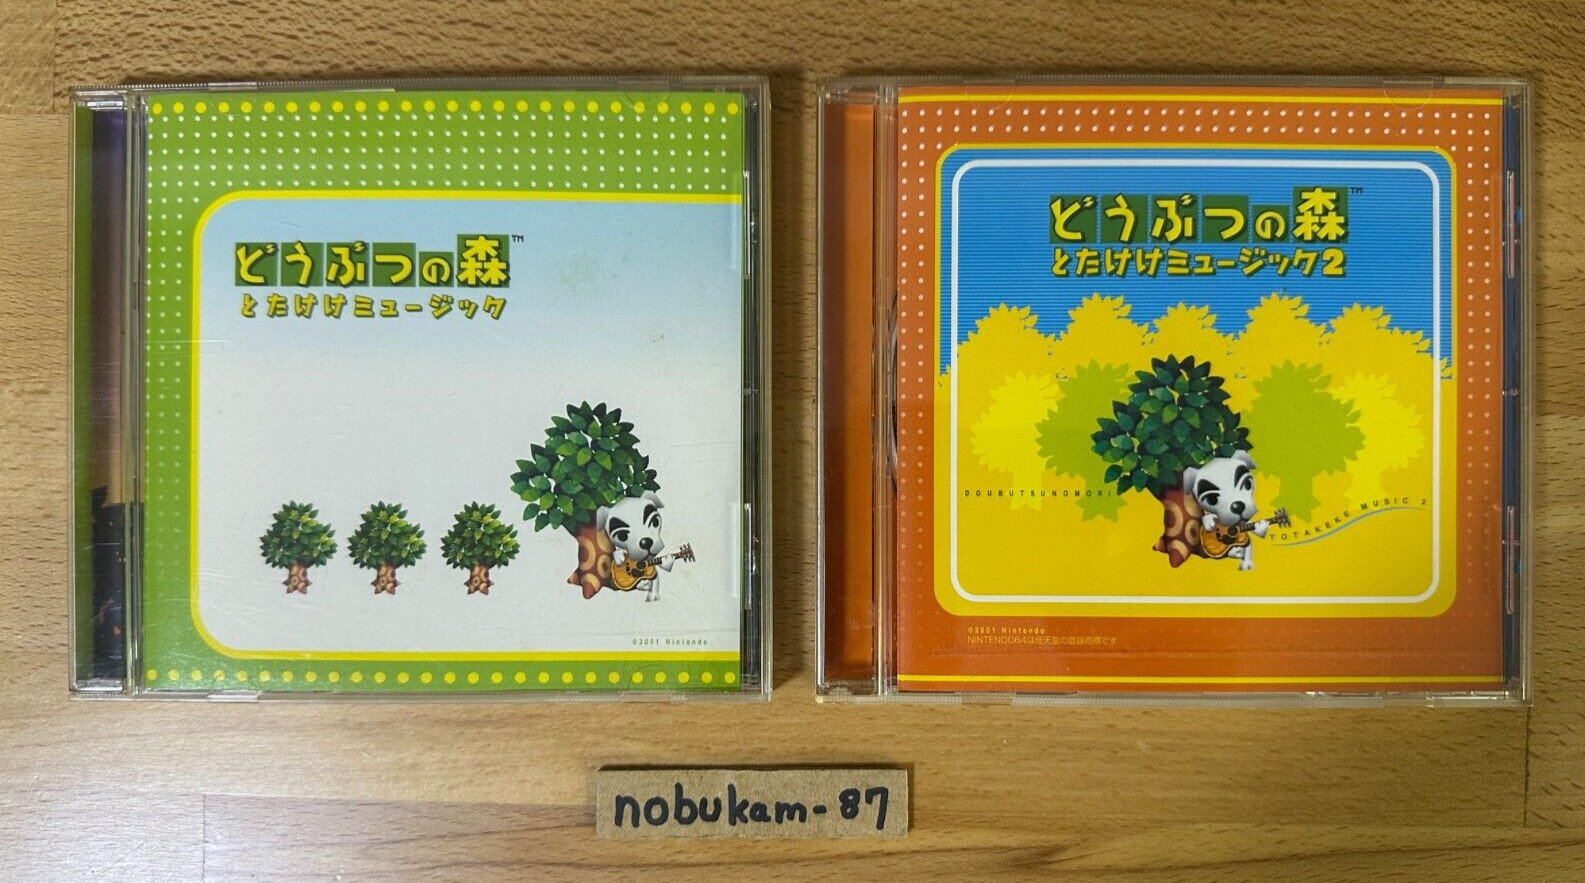 どうぶつの森™
とたけけミュージック
©2001 Nintendo
どうぶつの森™
とたけけミュージック2
DOUBUTSUNOMORI
TOTAKEKE MUSIC 2
©2001 Nintendo
NINTENDO64は任天堂の登録商標です
nobukam-87